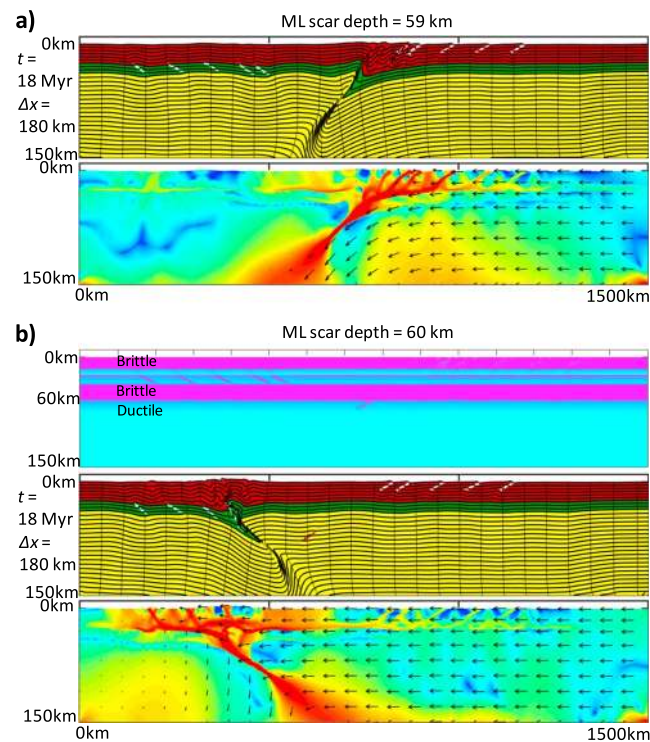 a)
ML scar depth = 59 km
0km
t =
18 Myr
Δx =
180 km
150km
0km
150km
0km 1500km
b)
ML scar depth = 60 km
0km
Brittle
Brittle
60km
Ductile
150km
0km
t =
18 Myr
Δx =
180 km
150km
0km
150km
0km 1500km